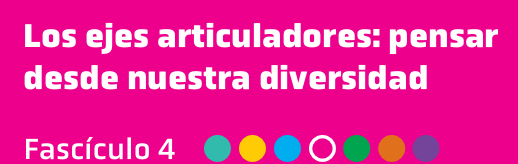 Los ejes articuladores: pensar
desde nuestra diversidad
Fascículo 4